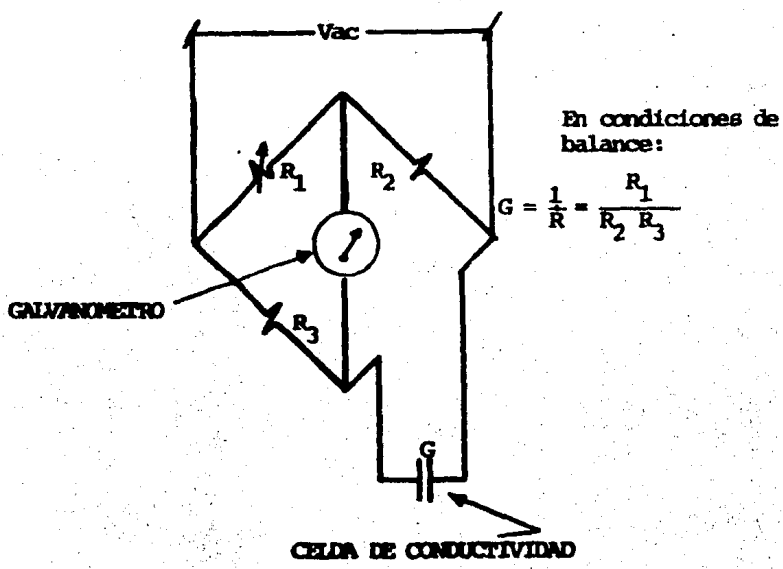 Vac
En condiciones de
balance:
R1
R2
G = 1/R = R1/R2 R3
GALVANOMETRO
R3
G
CELDA DE CONDUCTIVIDAD